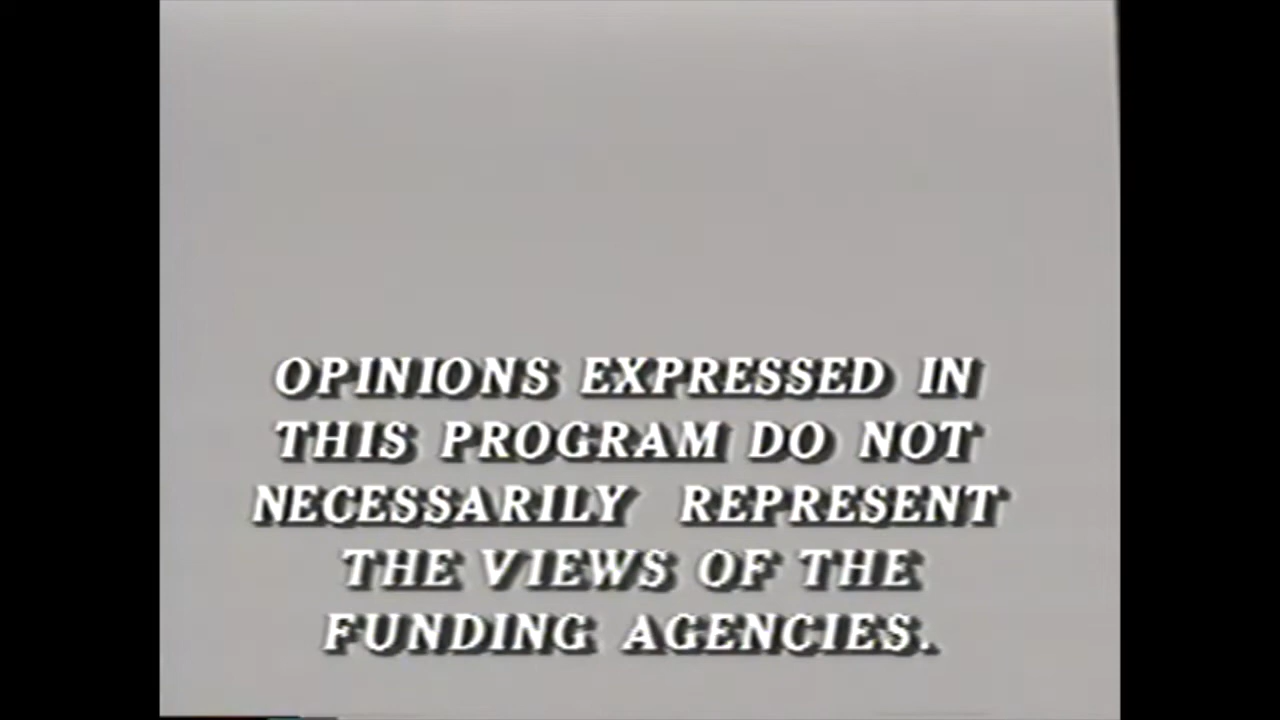 OPINIONS EXPRESSED IN
THIS PROGRAM DO NOT
NECESSARILY REPRESENT
THE VIEWS OF THE
FUNDING AGENCIES.